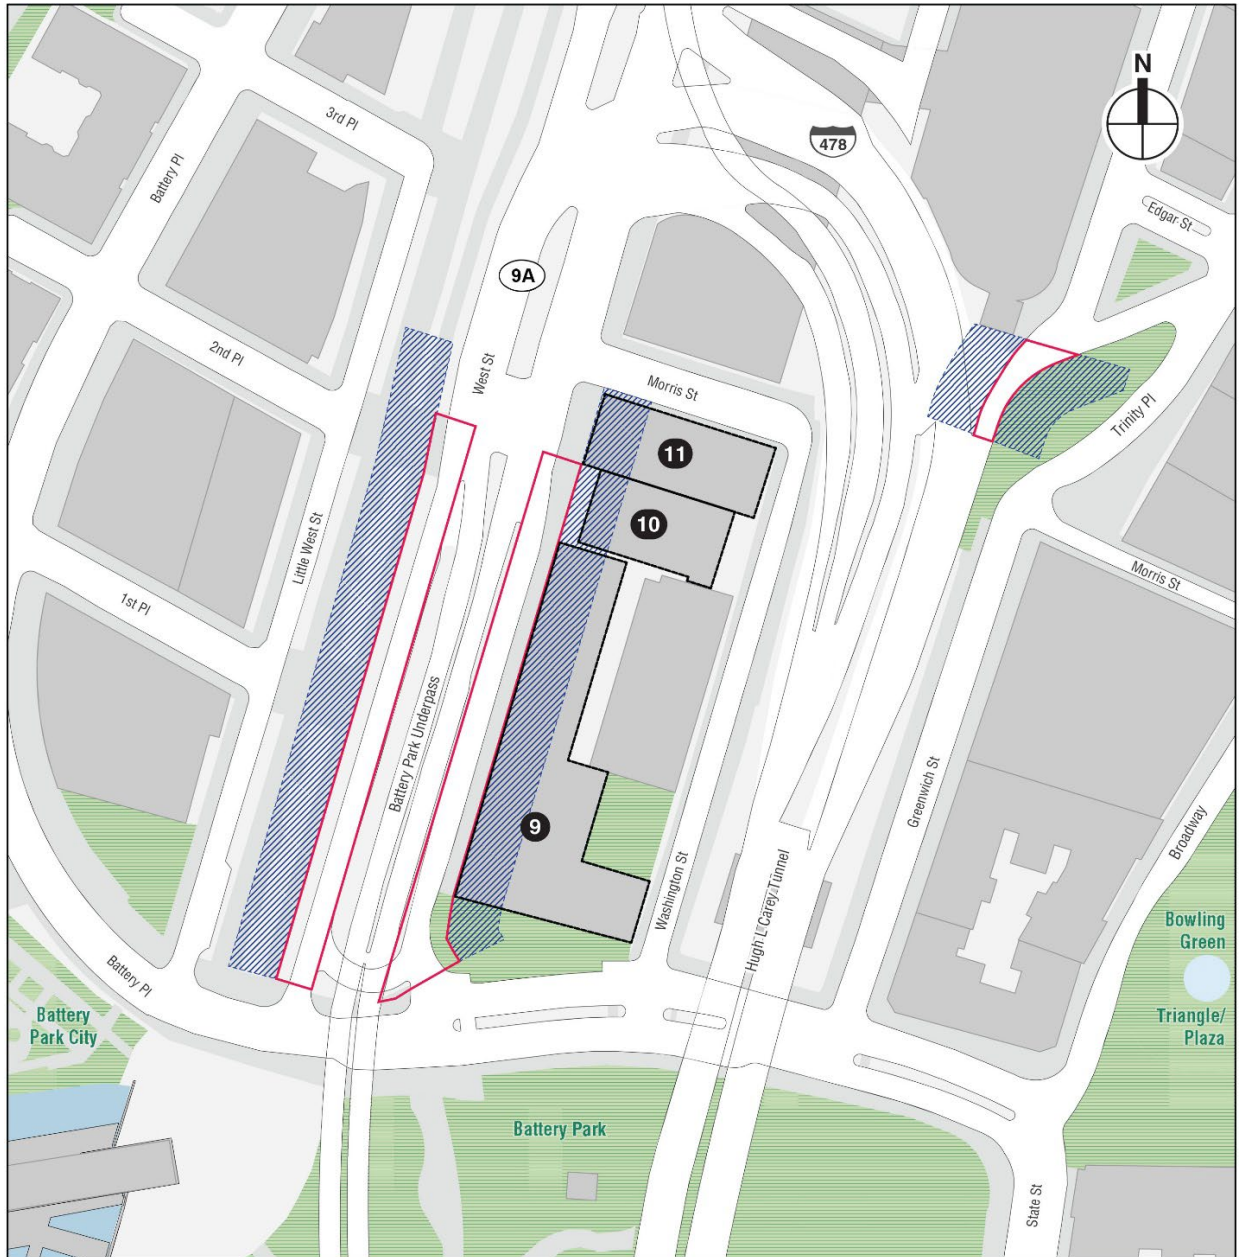 N
3rd Pl
478
Battery Pl
Edgar St
9A
2nd Pl
West St
Morris St
Trinity Pl
11
10
Little West St
Morris St
1st Pl
Battery Park Underpass
Greenwich St
9
Broadway
Washington St
Hugh L Carey Tunnel
Bowling
Green
Battery Pl
Battery
Park City
Triangle/
Plaza
Battery Park
State St